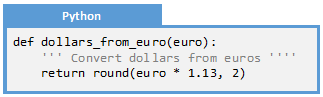 Python
def dollars_from_euro(euro):
    ''' Convert dollars from euros ''''
    return round(euro * 1.13, 2)